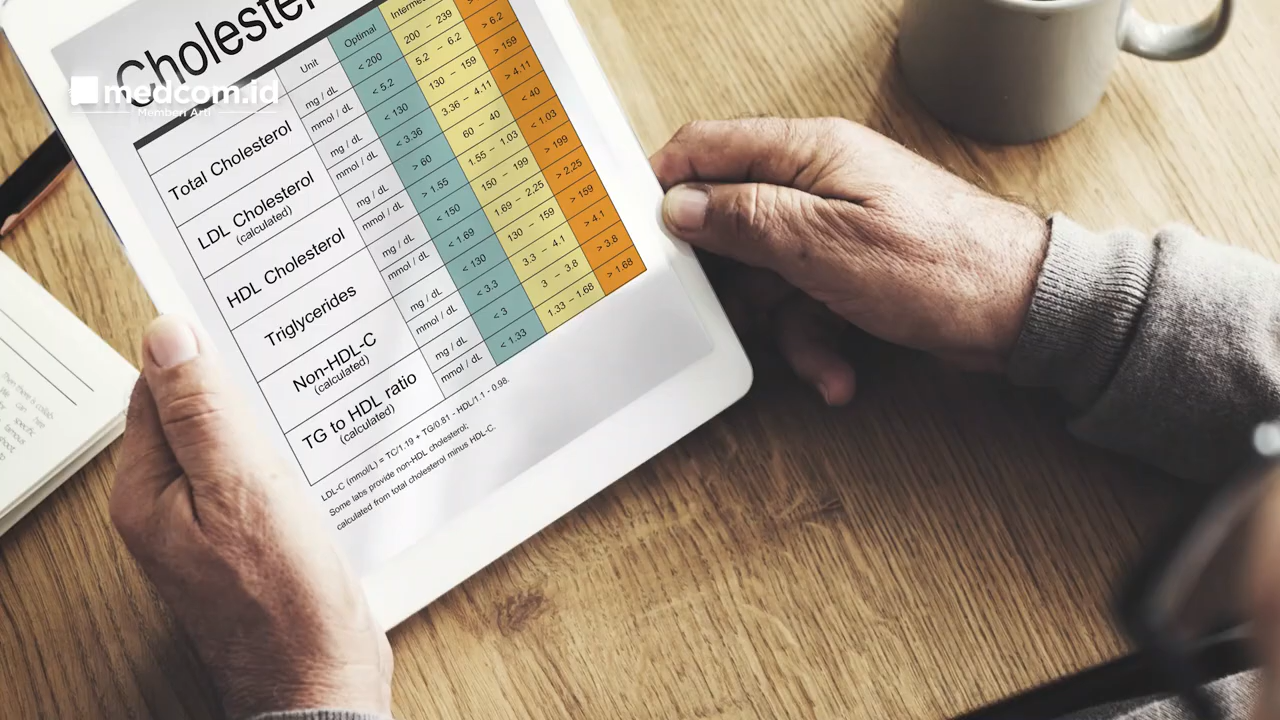 medcom.id
Memberi Arti
Cholester
Unit Optimal Intermed
Total Cholesterol
mg / dL < 200 200 – 239
mmol / dL < 5.2 5.2 – 6.2 > 6.2
LDL Cholesterol
(calculated)
mg / dL < 130 130 – 159 > 159
mmol / dL < 3.36 3.36 – 4.11 > 4.11
HDL Cholesterol
mg / dL > 60 60 – 40 < 40
mmol / dL > 1.55 1.55 – 1.03 < 1.03
Triglycerides
mg / dL < 150 150 – 199 > 199
mmol / dL < 1.69 1.69 – 2.25 > 2.25
Non-HDL-C
(calculated)
mg / dL < 130 130 – 159 > 159
mmol / dL < 3.3 3.3 – 4.1 > 4.1
TG to HDL ratio
(calculated)
mg / dL < 3 3 – 3.8 > 3.8
mmol / dL < 1.33 1.33 – 1.68 > 1.68
LDL-C (mmol/L) = TC/1.19 + TG/0.81 - HDL/1.1 - 0.98.
Some labs provide non-HDL cholesterol;
calculated from total cholesterol minus HDL-C.
We can
specific
famous